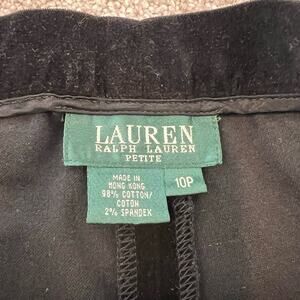 LAUREN
RALPH LAUREN
PETITE
MADE IN
HONG KONG
98% COTTON/
COTON
2% SPANDEX
10P